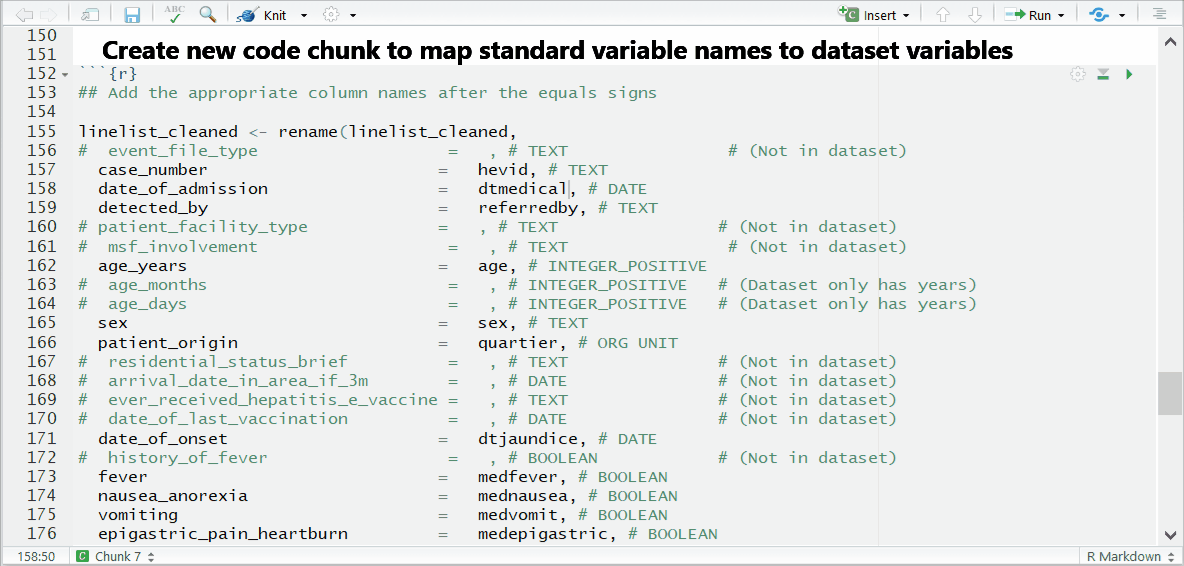 ABC Knit Insert Run
150
151 Create new code chunk to map standard variable names to dataset variables
152 ```{r}
153 ## Add the appropriate column names after the equals signs
154
155 linelist_cleaned <- rename(linelist_cleaned,
156 #  event_file_type                   =   , # TEXT                # (Not in dataset)
157   case_number                       =   hevid, # TEXT
158   date_of_admission                 =   dtmedical, # DATE
159   detected_by                       =   referredby, # TEXT
160 # patient_facility_type             =   , # TEXT                # (Not in dataset)
161 #  msf_involvement                   =   , # TEXT                # (Not in dataset)
162   age_years                         =   age, # INTEGER_POSITIVE
163 #  age_months                        =   , # INTEGER_POSITIVE   # (Dataset only has years)
164 #  age_days                          =   , # INTEGER_POSITIVE   # (Dataset only has years)
165   sex                               =   sex, # TEXT
166   patient_origin                    =   quartier, # ORG UNIT
167 #  residential_status_brief          =   , # TEXT               # (Not in dataset)
168 #  arrival_date_in_area_if_3m        =   , # DATE               # (Not in dataset)
169 #  ever_received_hepatitis_e_vaccine =   , # TEXT               # (Not in dataset)
170 #  date_of_last_vaccination          =   , # DATE               # (Not in dataset)
171   date_of_onset                     =   dtjaundice, # DATE
172 #  history_of_fever                  =   , # BOOLEAN            # (Not in dataset)
173   fever                             =   medfever, # BOOLEAN
174   nausea_anorexia                   =   mednausea, # BOOLEAN
175   vomiting                          =   medvomit, # BOOLEAN
176   epigastric_pain_heartburn         =   medepigastric, # BOOLEAN
158:50 C Chunk 7 R Markdown